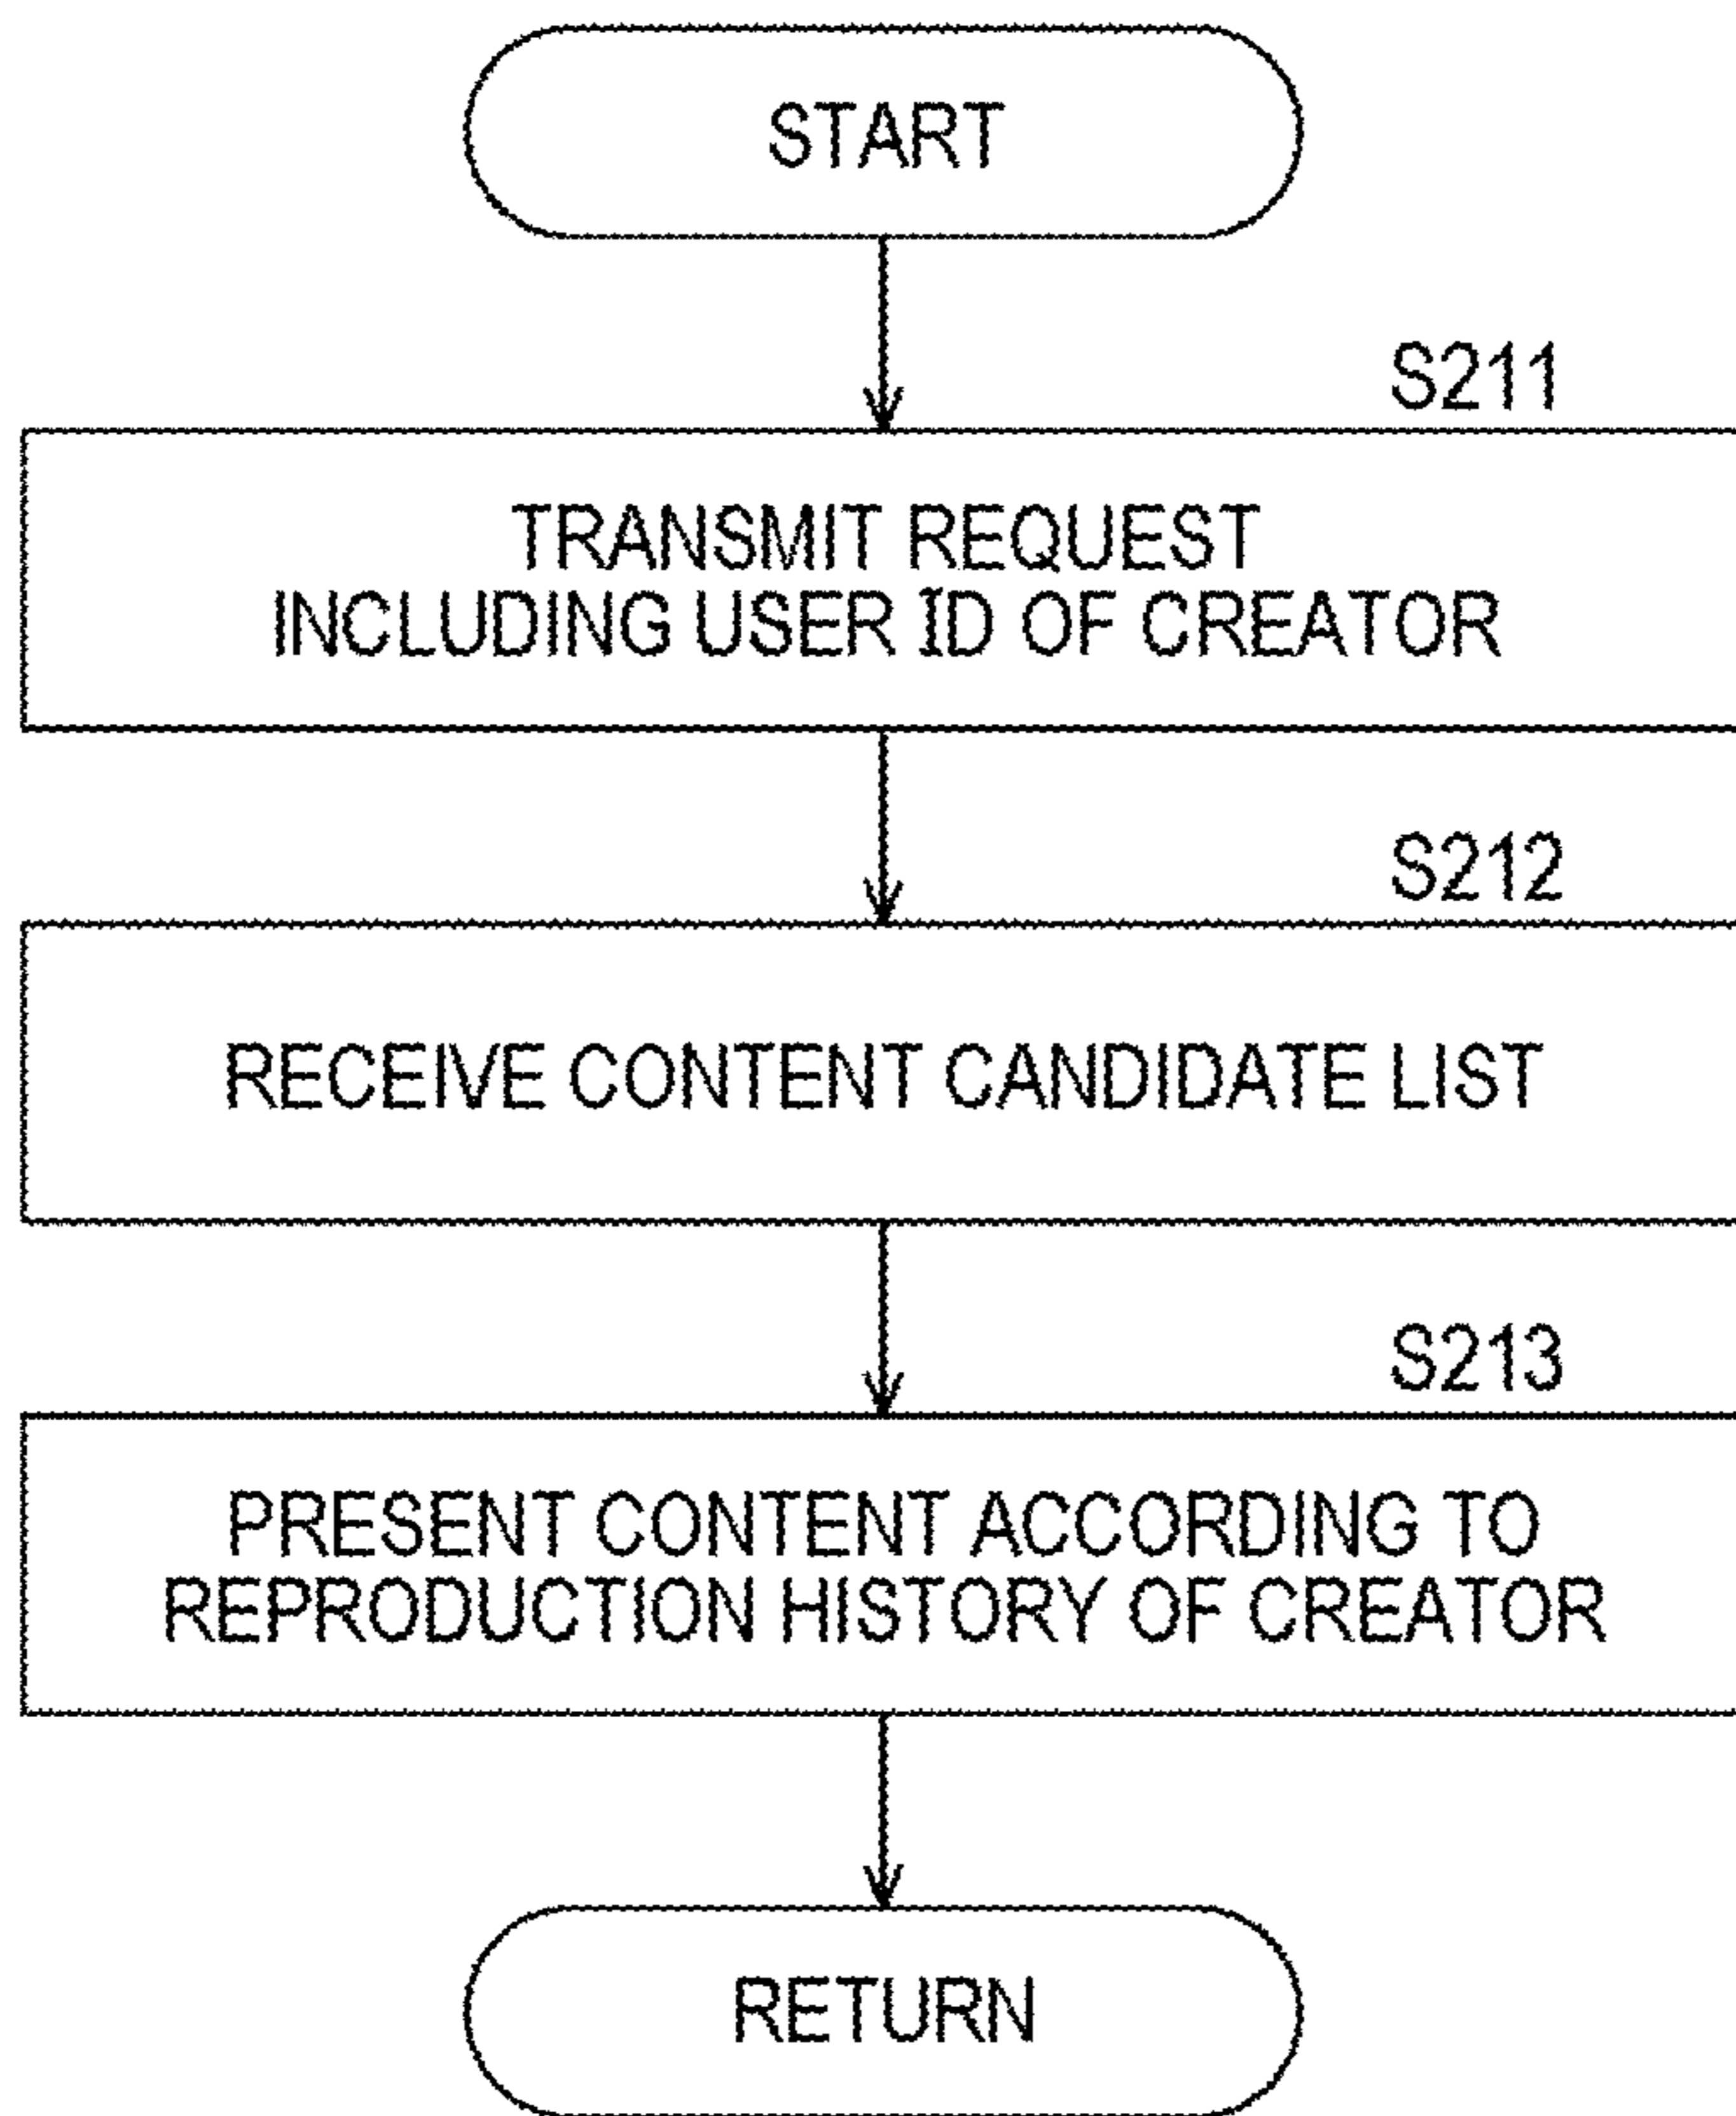 START
S211
TRANSMIT REQUEST
INCLUDING USER ID OF CREATOR
S212
RECEIVE CONTENT CANDIDATE LIST
S213
PRESENT CONTENT ACCORDING TO
REPRODUCTION HISTORY OF CREATOR
RETURN